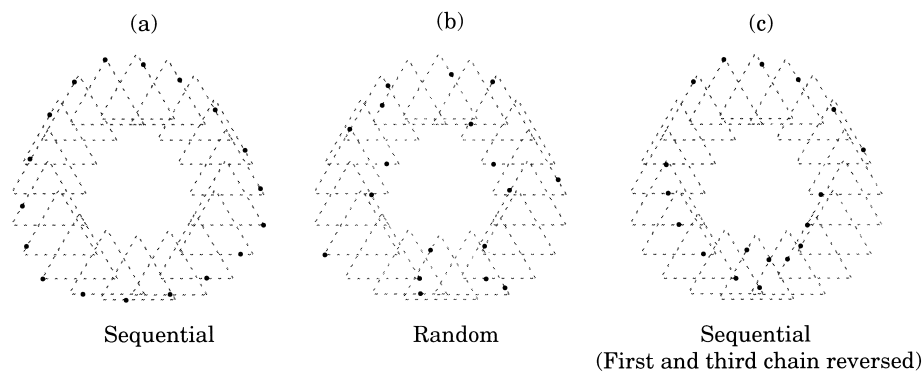 (a)
(b)
(c)
Sequential
Random
Sequential
(First and third chain reversed)